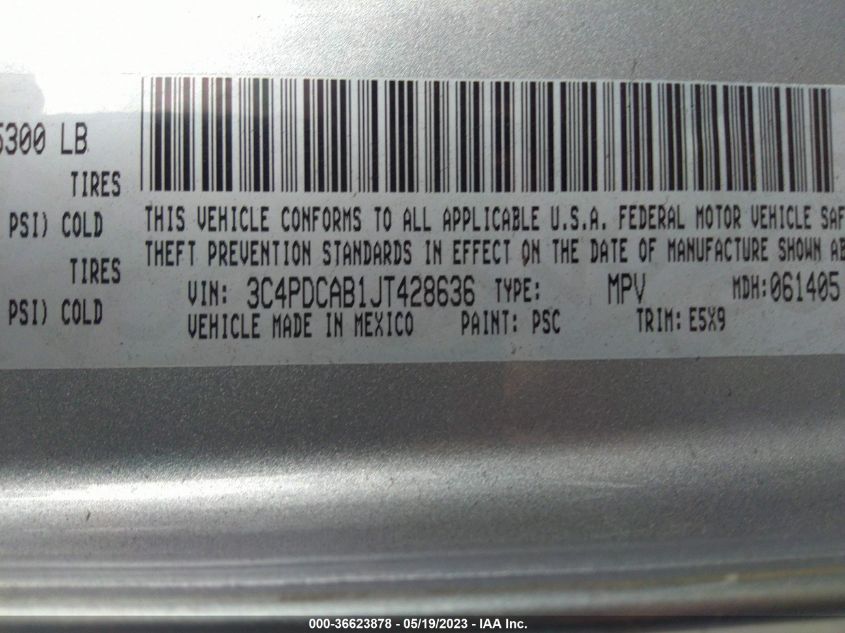 5300 LB
TIRES
PSI) COLD
TIRES
PSI) COLD
THIS VEHICLE CONFORMS TO ALL APPLICABLE U.S.A. FEDERAL MOTOR VEHICLE SAF
THEFT PREVENTION STANDARDS IN EFFECT ON THE DATE OF MANUFACTURE SHOWN AB
VIN: 3C4PDCAB1JT428636 TYPE: MPV MDH:061405
VEHICLE MADE IN MEXICO PAINT: PSC TRIM: E5X9
000-36623878 - 05/19/2023 - IAA Inc.